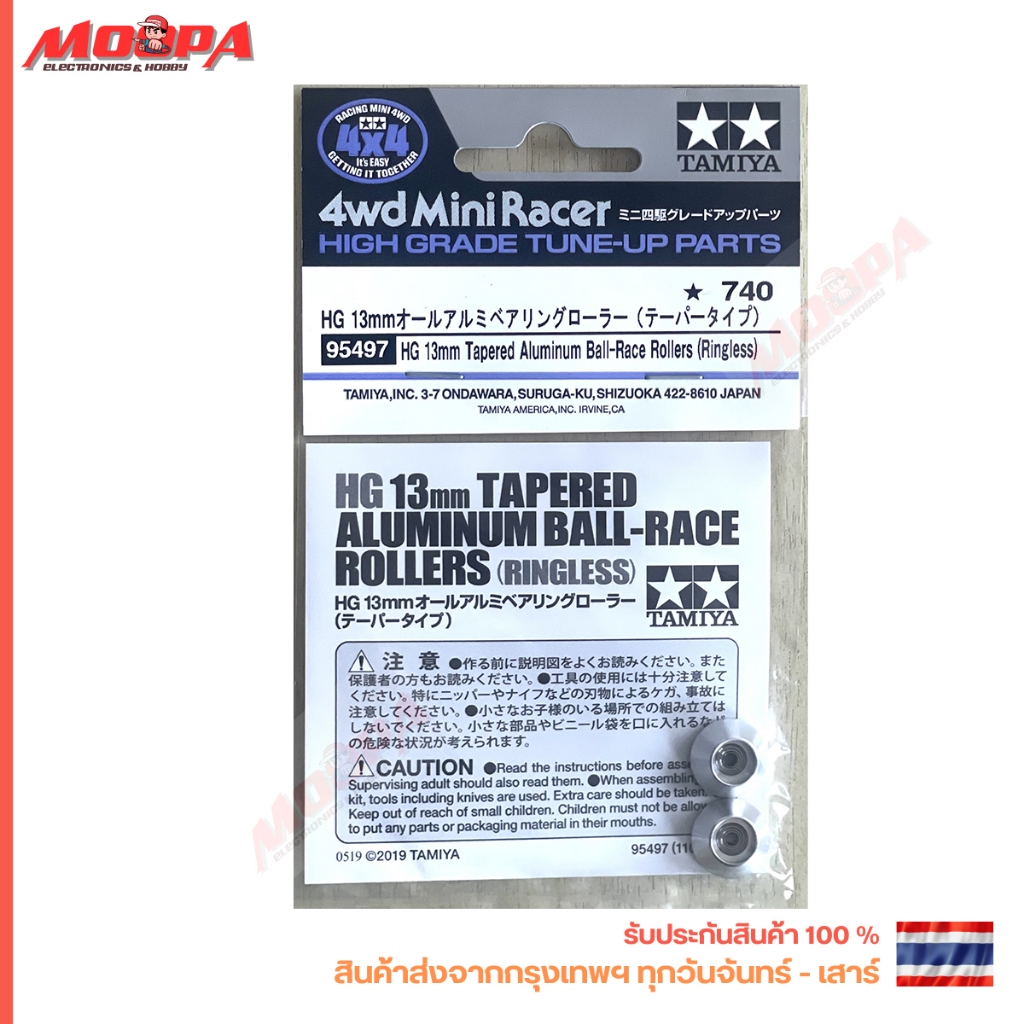 MOOPA
ELECTRONICS & HOBBY
RACING MINI 4WD
4x4
It's EASY
GETTING IT TOGETHER
TAMIYA
4wd Mini Racer ミニ四駆グレードアップパーツ
HIGH GRADE TUNE-UP PARTS
★ 740
HG 13mmオールアルミベアリングローラー（テーパータイプ）
95497 HG 13mm Tapered Aluminum Ball-Race Rollers (Ringless)
TAMIYA,INC. 3-7 ONDAWARA,SURUGA-KU,SHIZUOKA 422-8610 JAPAN
TAMIYA AMERICA,INC. IRVINE,CA
HG 13mm TAPERED
ALUMINUM BALL-RACE
ROLLERS (RINGLESS)
HG 13mmオールアルミベアリングローラー
（テーパータイプ）
TAMIYA
注 意 ●作る前に説明図をよくお読みください。また
保護者の方もお読みください。●工具の使用には十分注意して
ください。特にニッパーやナイフなどの刃物によるケガ、事故に
注意してください。●小さなお子様のいる場所での組み立ては
しないでください。小さな部品やビニール袋を口に入れるなど
の危険な状況が考えられます。
CAUTION ●Read the instructions before
Supervising adult should also read them. ●When
kit, tools including knives are used. Extra care should be taken
Keep out of reach of small children. Children must not be
to put any parts or packaging material in their mouths.
0519 ©2019 TAMIYA
95497
MOOPA
ELECTRONICS & HOBBY
MOOPA
ELECTRONICS & HOBBY
รับประกันสินค้า 100 %
สินค้าส่งจากกรุงเทพฯ ทุกวันจันทร์ - เสาร์